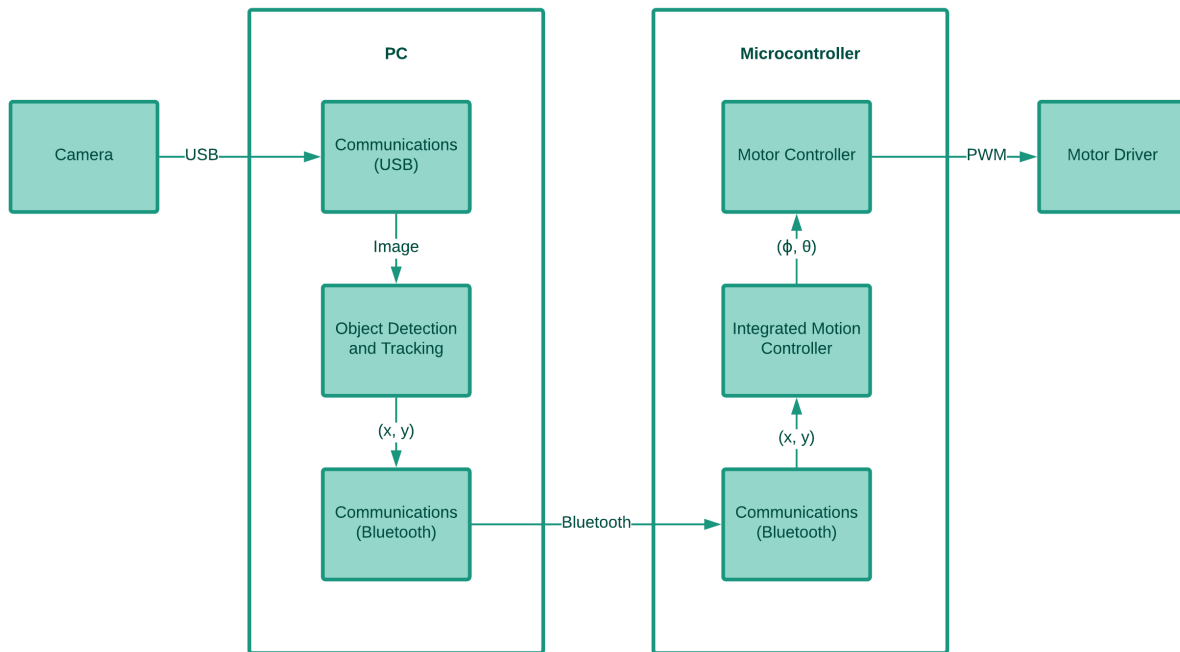 PC
Microcontroller
Camera
USB
Communications
(USB)
Image
Object Detection
and Tracking
(x, y)
Communications
(Bluetooth)
Bluetooth
Communications
(Bluetooth)
(x, y)
Integrated Motion
Controller
(ϕ, θ)
Motor Controller
PWM
Motor Driver